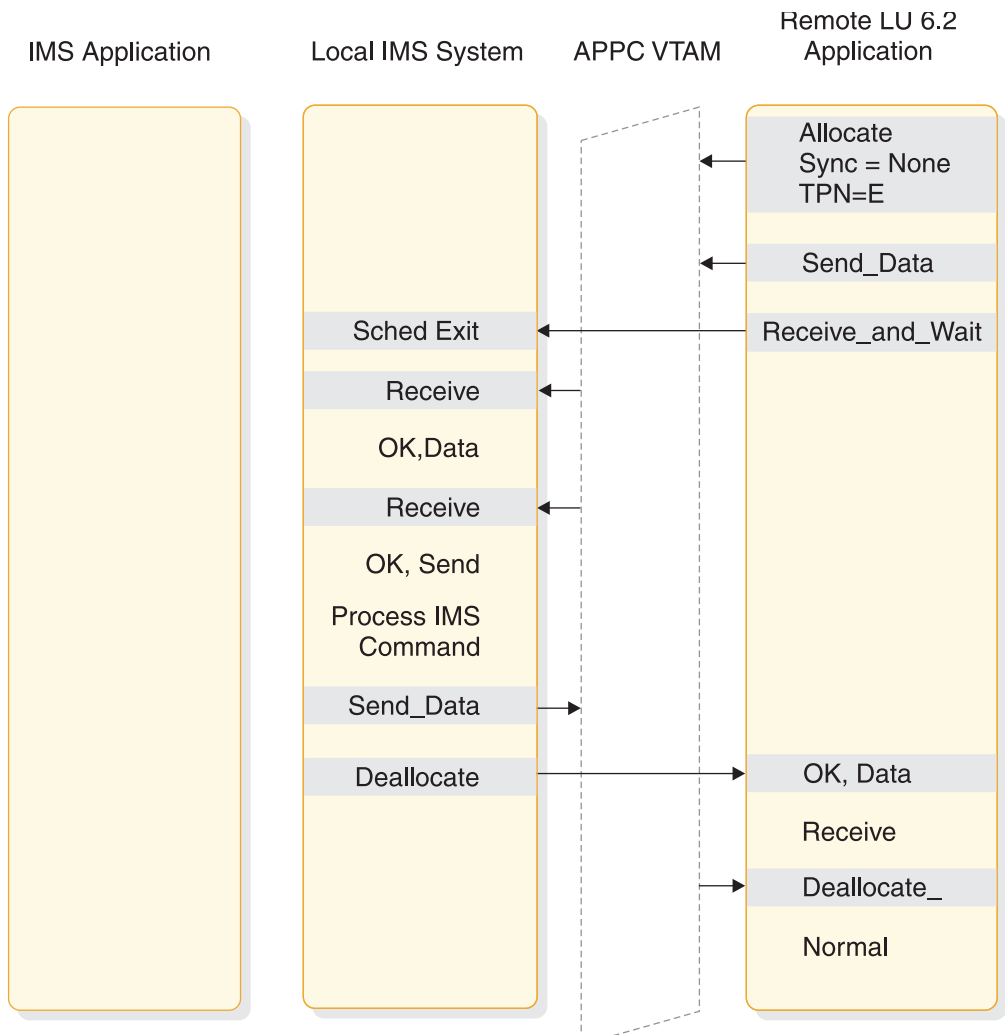 IMS Application
Local IMS System
APPC VTAM
Remote LU 6.2
Application
Allocate
Sync = None
TPN=E
Send_Data
Sched Exit
Receive_and_Wait
Receive
OK,Data
Receive
OK, Send
Process IMS
Command
Send_Data
Deallocate
OK, Data
Receive
Deallocate_
Normal